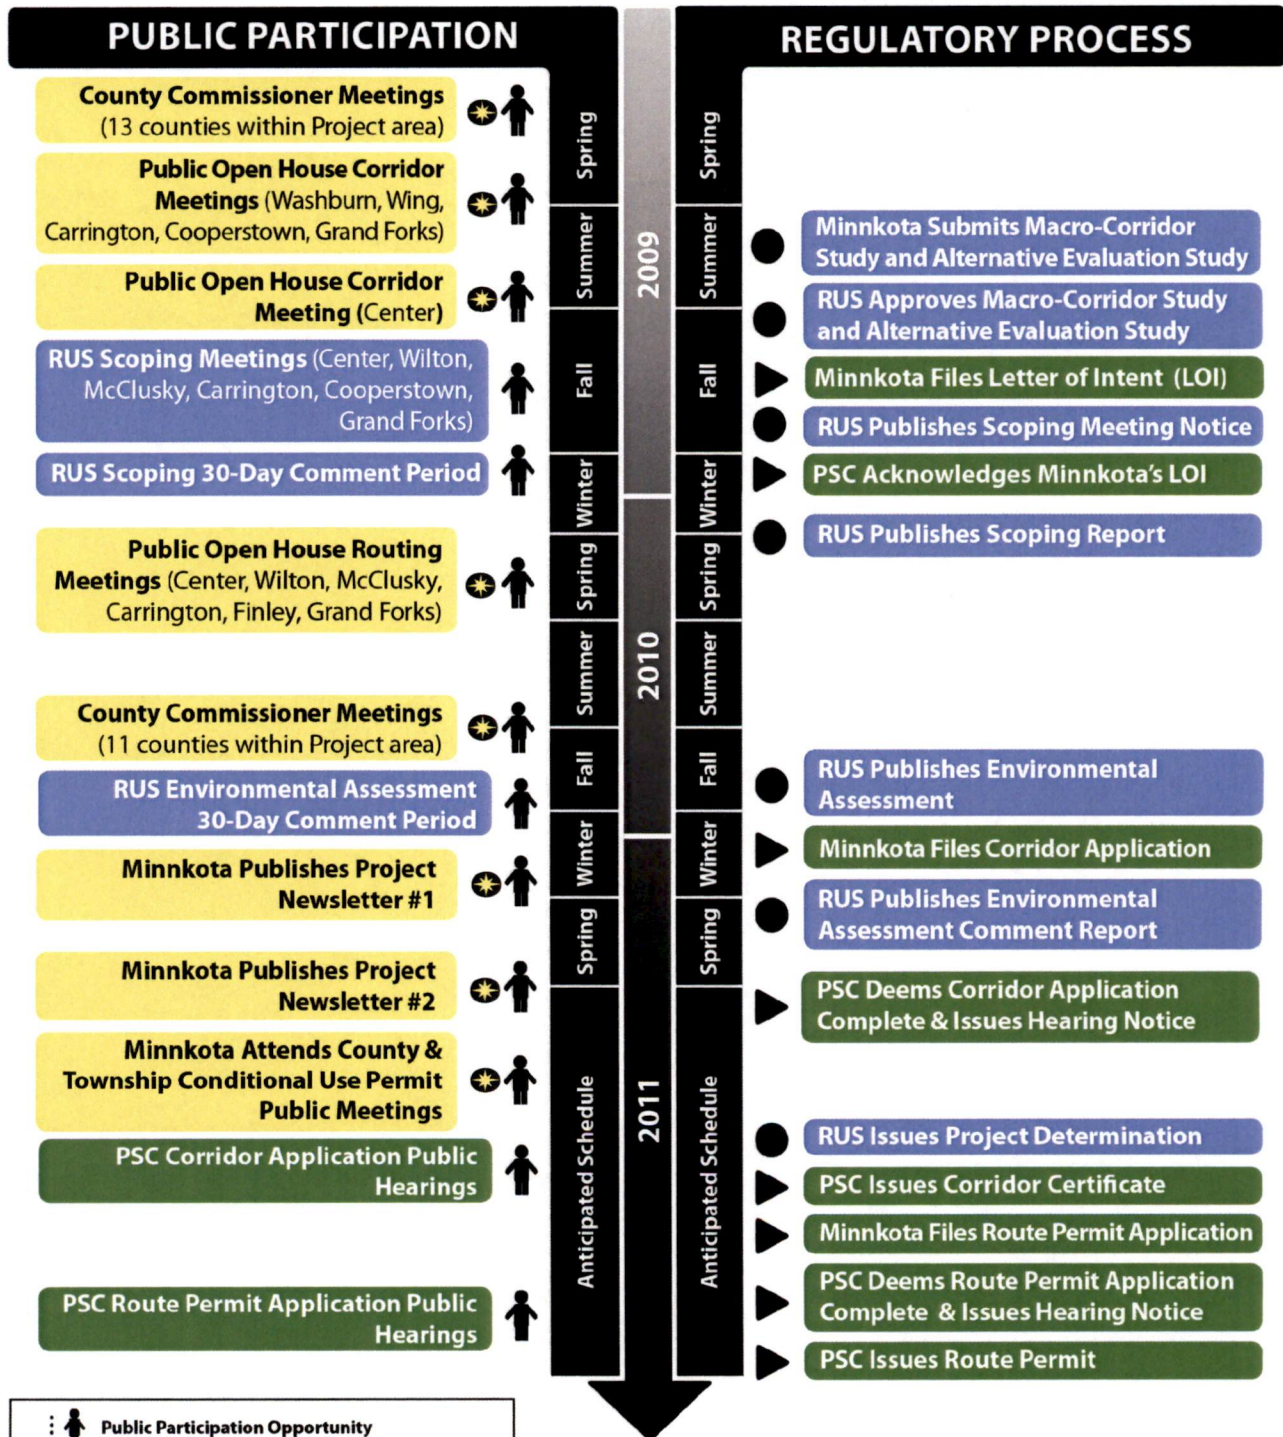 PUBLIC PARTICIPATION
County Commissioner Meetings
(13 counties within Project area)
Public Open House Corridor
Meetings (Washburn, Wing,
Carrington, Cooperstown, Grand Forks)
Public Open House Corridor
Meeting (Center)
RUS Scoping Meetings (Center, Wilton,
McClusky, Carrington, Cooperstown,
Grand Forks)
RUS Scoping 30-Day Comment Period
Public Open House Routing
Meetings (Center, Wilton, McClusky,
Carrington, Finley, Grand Forks)
County Commissioner Meetings
(11 counties within Project area)
RUS Environmental Assessment
30-Day Comment Period
Minnkota Publishes Project
Newsletter #1
Minnkota Publishes Project
Newsletter #2
Minnkota Attends County &
Township Conditional Use Permit
Public Meetings
PSC Corridor Application Public
Hearings
PSC Route Permit Application Public
Hearings
Spring
Summer
Fall
Winter
Spring
Summer
Fall
Winter
Spring
Anticipated Schedule
2009
2010
2011
REGULATORY PROCESS
Spring
Summer
Fall
Winter
Spring
Summer
Fall
Winter
Spring
Anticipated Schedule
Minnkota Submits Macro-Corridor
Study and Alternative Evaluation Study
RUS Approves Macro-Corridor Study
and Alternative Evaluation Study
Minnkota Files Letter of Intent (LOI)
RUS Publishes Scoping Meeting Notice
PSC Acknowledges Minnkota's LOI
RUS Publishes Scoping Report
RUS Publishes Environmental
Assessment
Minnkota Files Corridor Application
RUS Publishes Environmental
Assessment Comment Report
PSC Deems Corridor Application
Complete & Issues Hearing Notice
RUS Issues Project Determination
PSC Issues Corridor Certificate
Minnkota Files Route Permit Application
PSC Deems Route Permit Application
Complete & Issues Hearing Notice
PSC Issues Route Permit
Public Participation Opportunity